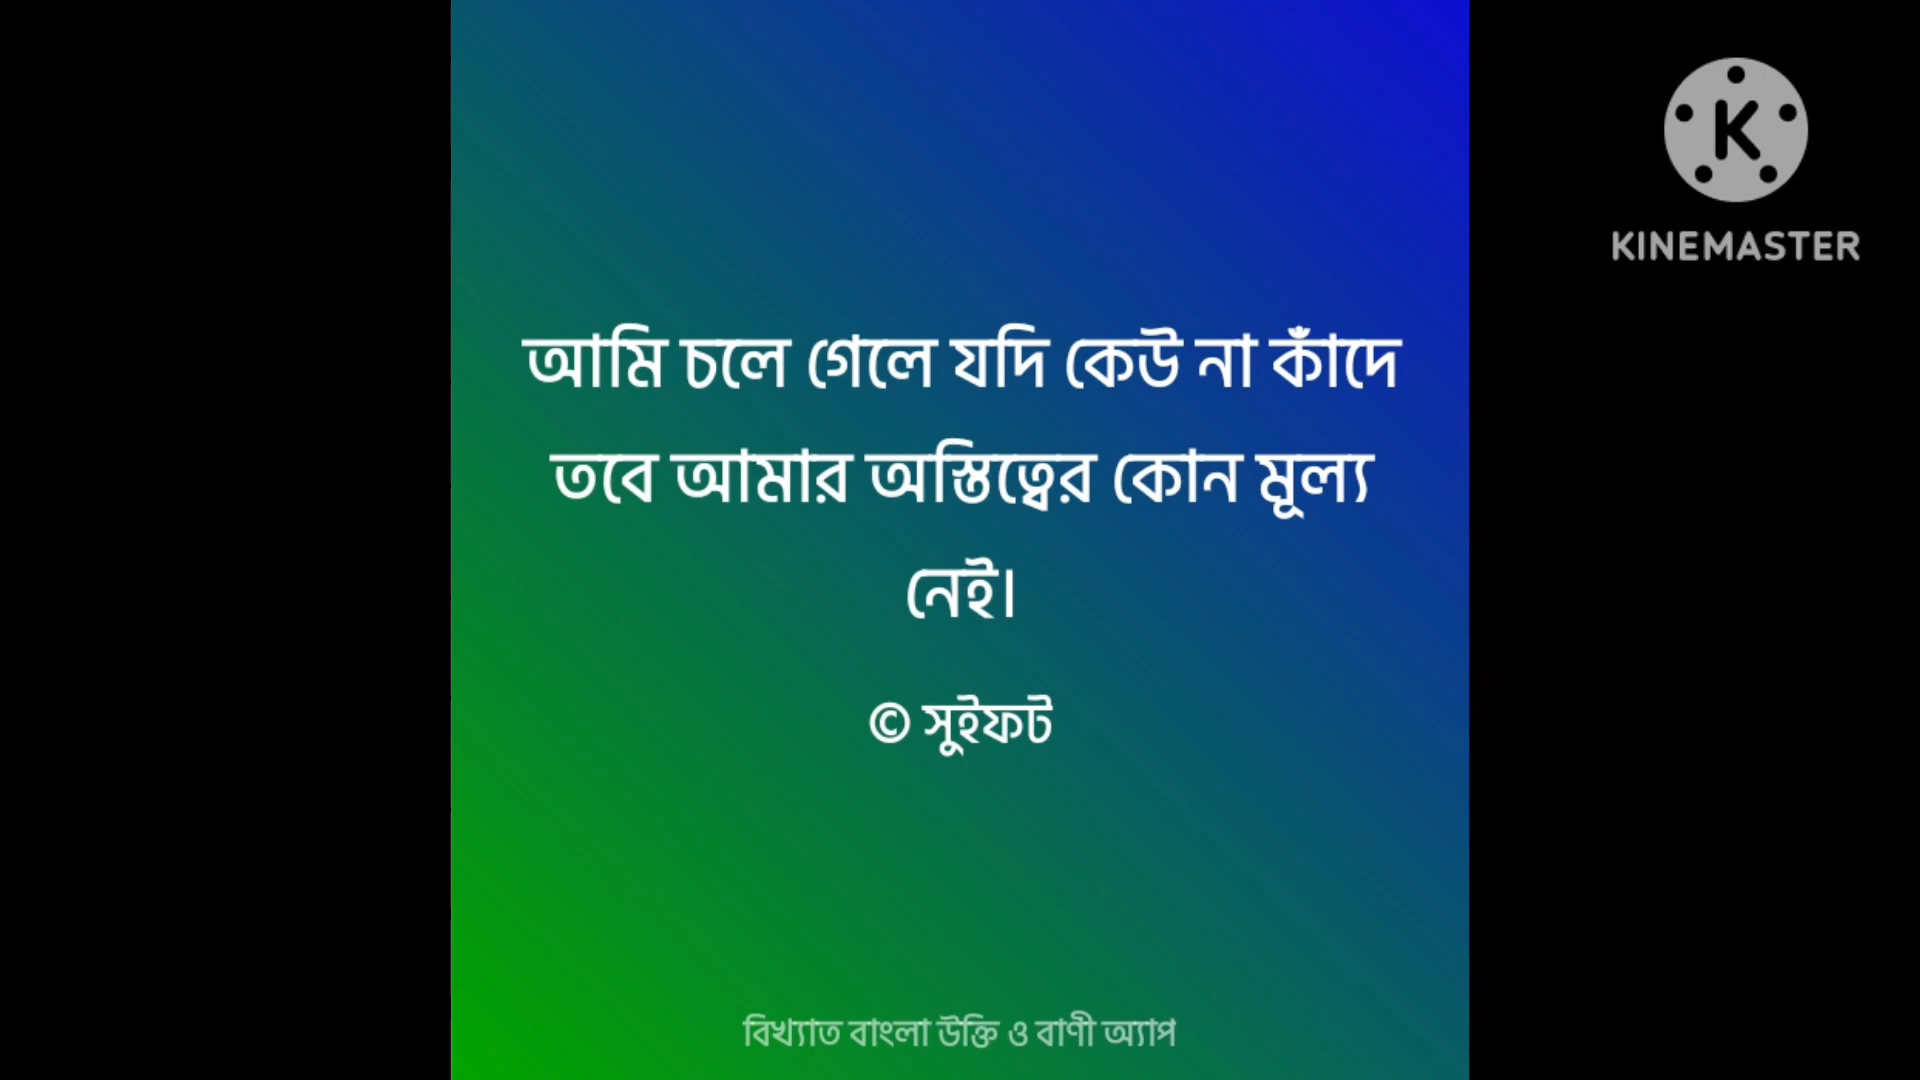 KINEMASTER
আমি চলে গেলে যদি কেউ না কাঁদে
তবে আমার অস্তিত্বের কোন মূল্য
নেই।
© সুইফট
বিখ্যাত বাংলা উক্তি ও বাণী অ্যাপ